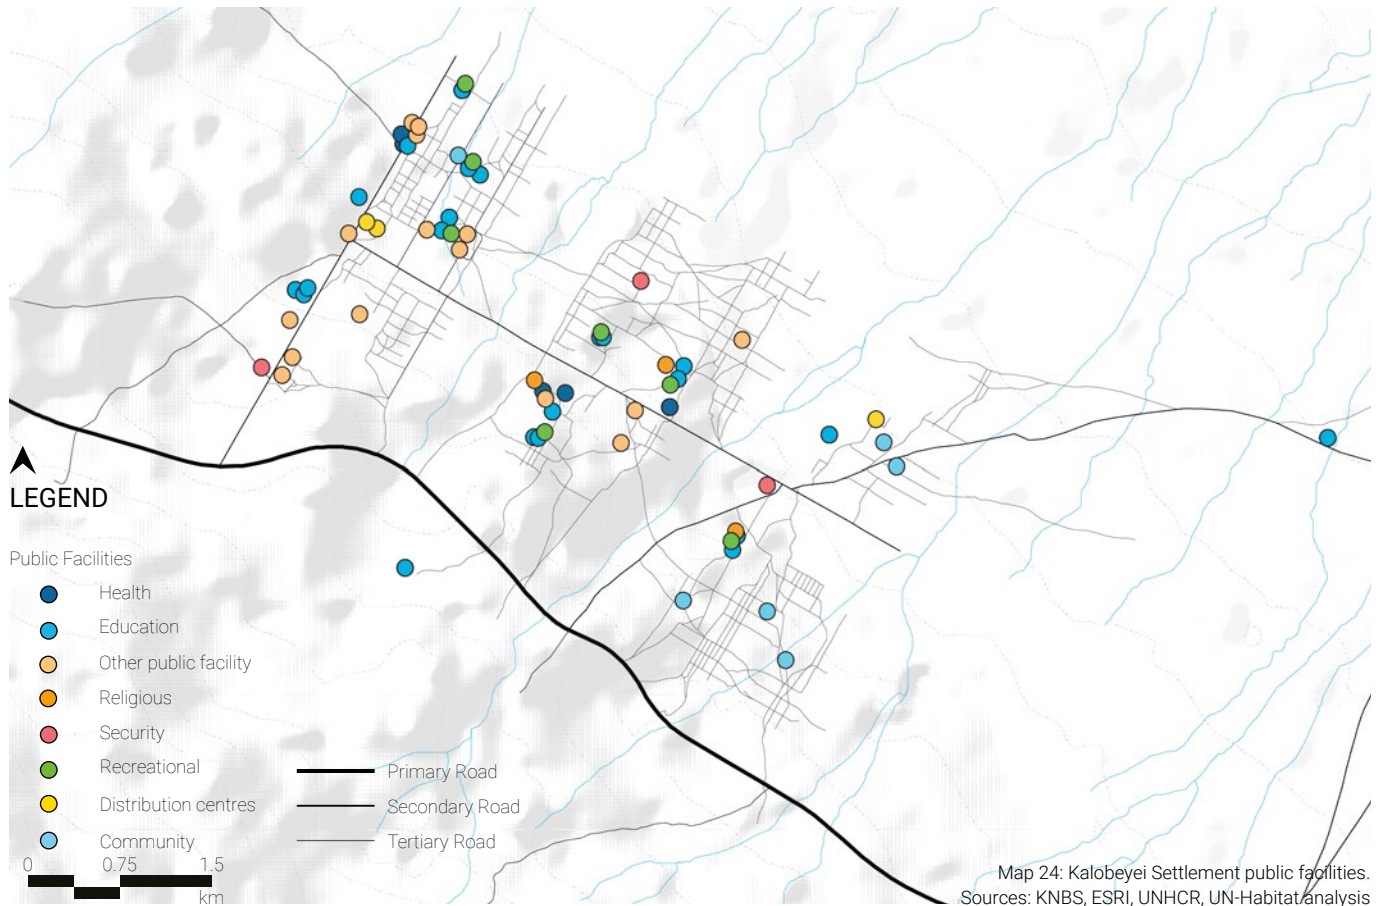 LEGEND
Public Facilities
Health
Education
Other public facility
Religious
Security
Recreational
Distribution centres
Community
Primary Road
Secondary Road
Tertiary Road
0 0.75 1.5
km
Map 24: Kalobeyei Settlement public facilities.
Sources: KNBS, ESRI, UNHCR, UN-Habitat analysis